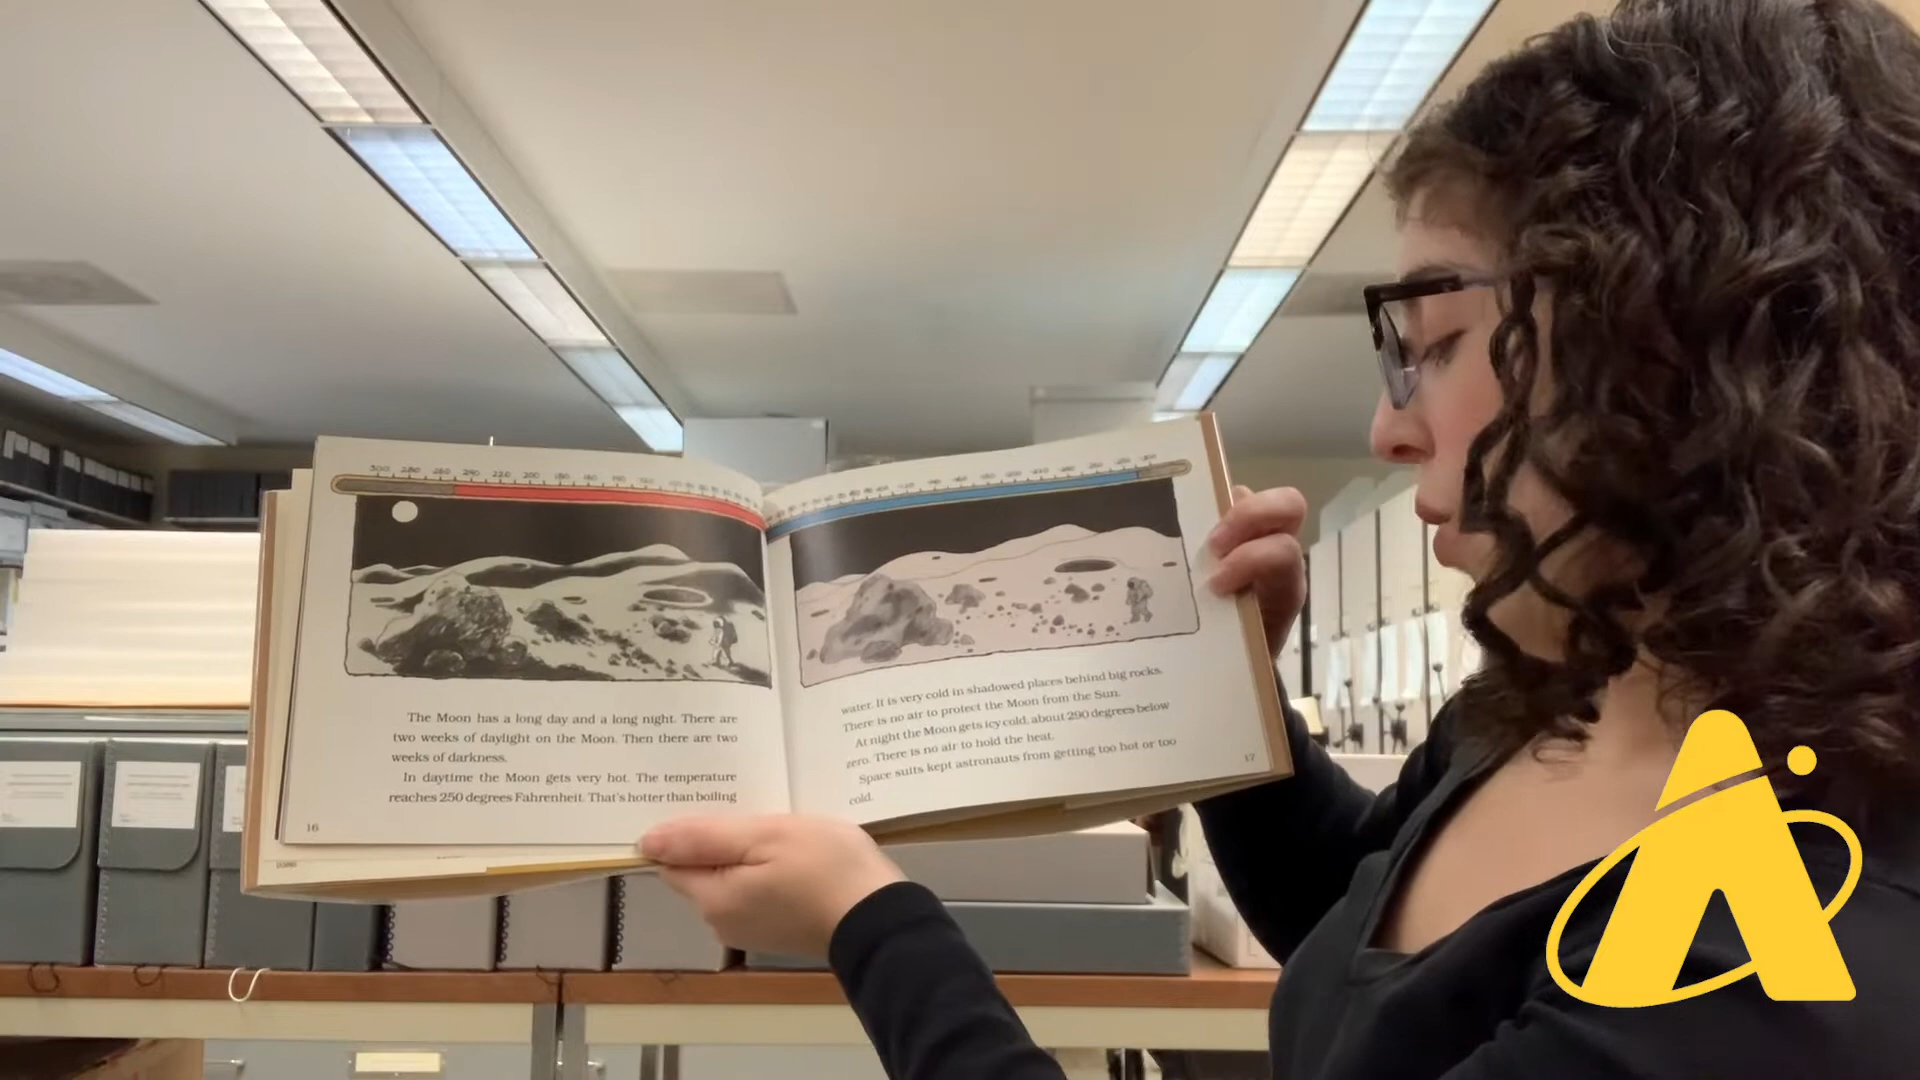 The Moon has a long day and a long night. There are
two weeks of daylight on the Moon. Then there are two
weeks of darkness.
In daytime the Moon gets very hot. The temperature
reaches 250 degrees Fahrenheit. That's hotter than boiling
16
water. It is very cold in shadowed places behind big rocks.
There is no air to protect the Moon from the Sun.
At night the Moon gets icy cold, about 290 degrees below
zero. There is no air to hold the heat.
Space suits kept astronauts from getting too hot or too
cold.
17